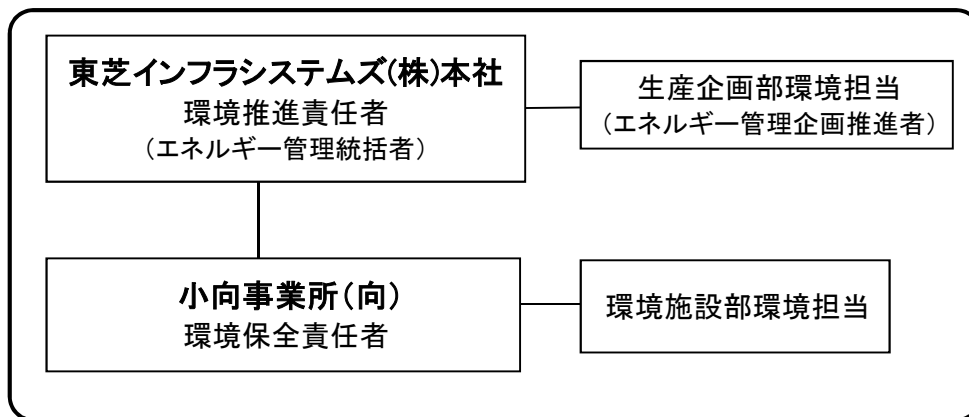 東芝インフラシステムズ(株)本社
環境推進責任者
（エネルギー管理統括者）
生産企画部環境担当
（エネルギー管理企画推進者）
小向事業所（向）
環境保全責任者
環境施設部環境担当